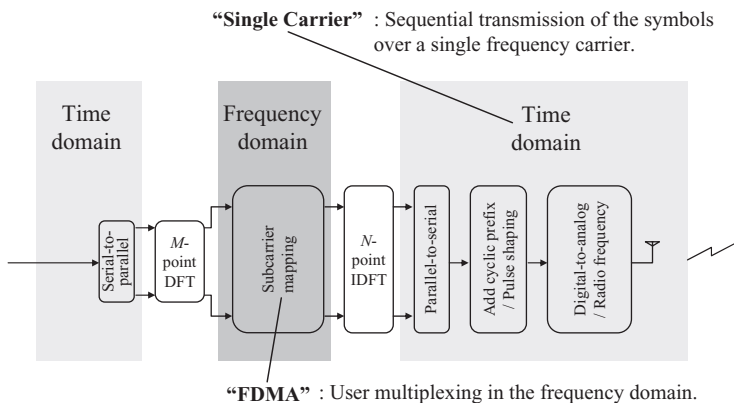 “Single Carrier” : Sequential transmission of the symbols
over a single frequency carrier.
Time
domain
Frequency
domain
Time
domain
Serial-to-
parallel
M-
point
DFT
Subcarrier
mapping
N-
point
IDFT
Parallel-to-serial
Add cyclic prefix
/ Pulse shaping
Digital-to-analog
/ Radio frequency
“FDMA” : User multiplexing in the frequency domain.